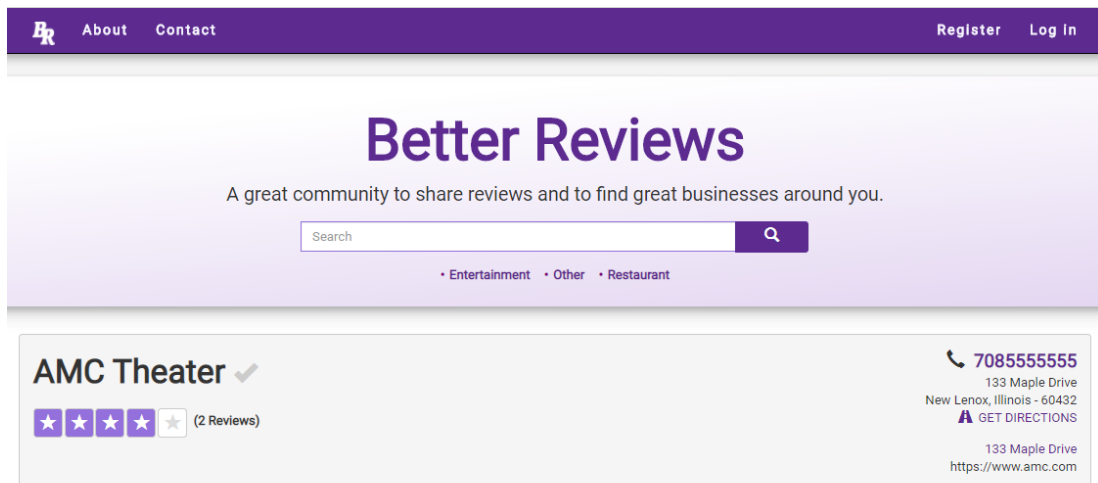 BR About Contact Register Log In
Better Reviews
A great community to share reviews and to find great businesses around you.
Search
• Entertainment • Other • Restaurant
AMC Theater
(2 Reviews)
7085555555
133 Maple Drive
New Lenox, Illinois - 60432
GET DIRECTIONS
133 Maple Drive
https://www.amc.com